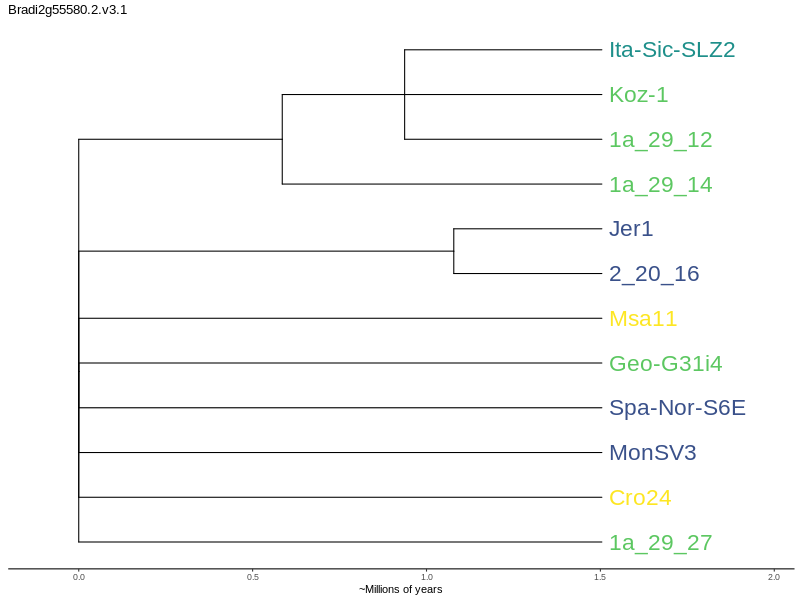 Bradi2g55580.2.v3.1
Ita-Sic-SLZ2
Koz-1
1a_29_12
1a_29_14
Jer1
2_20_16
Msa11
Geo-G31i4
Spa-Nor-S6E
MonSV3
Cro24
1a_29_27
0.0 0.5 1.0 1.5 2.0
~Millions of years